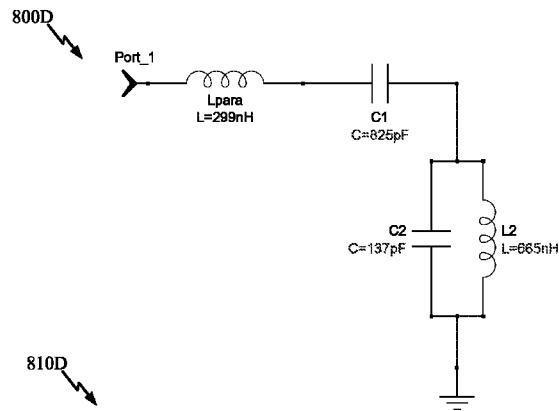 800D
Port_1
Lpara
L=299nH
C1
C=825pF
C2
C=137pF
L2
L=665nH
810D